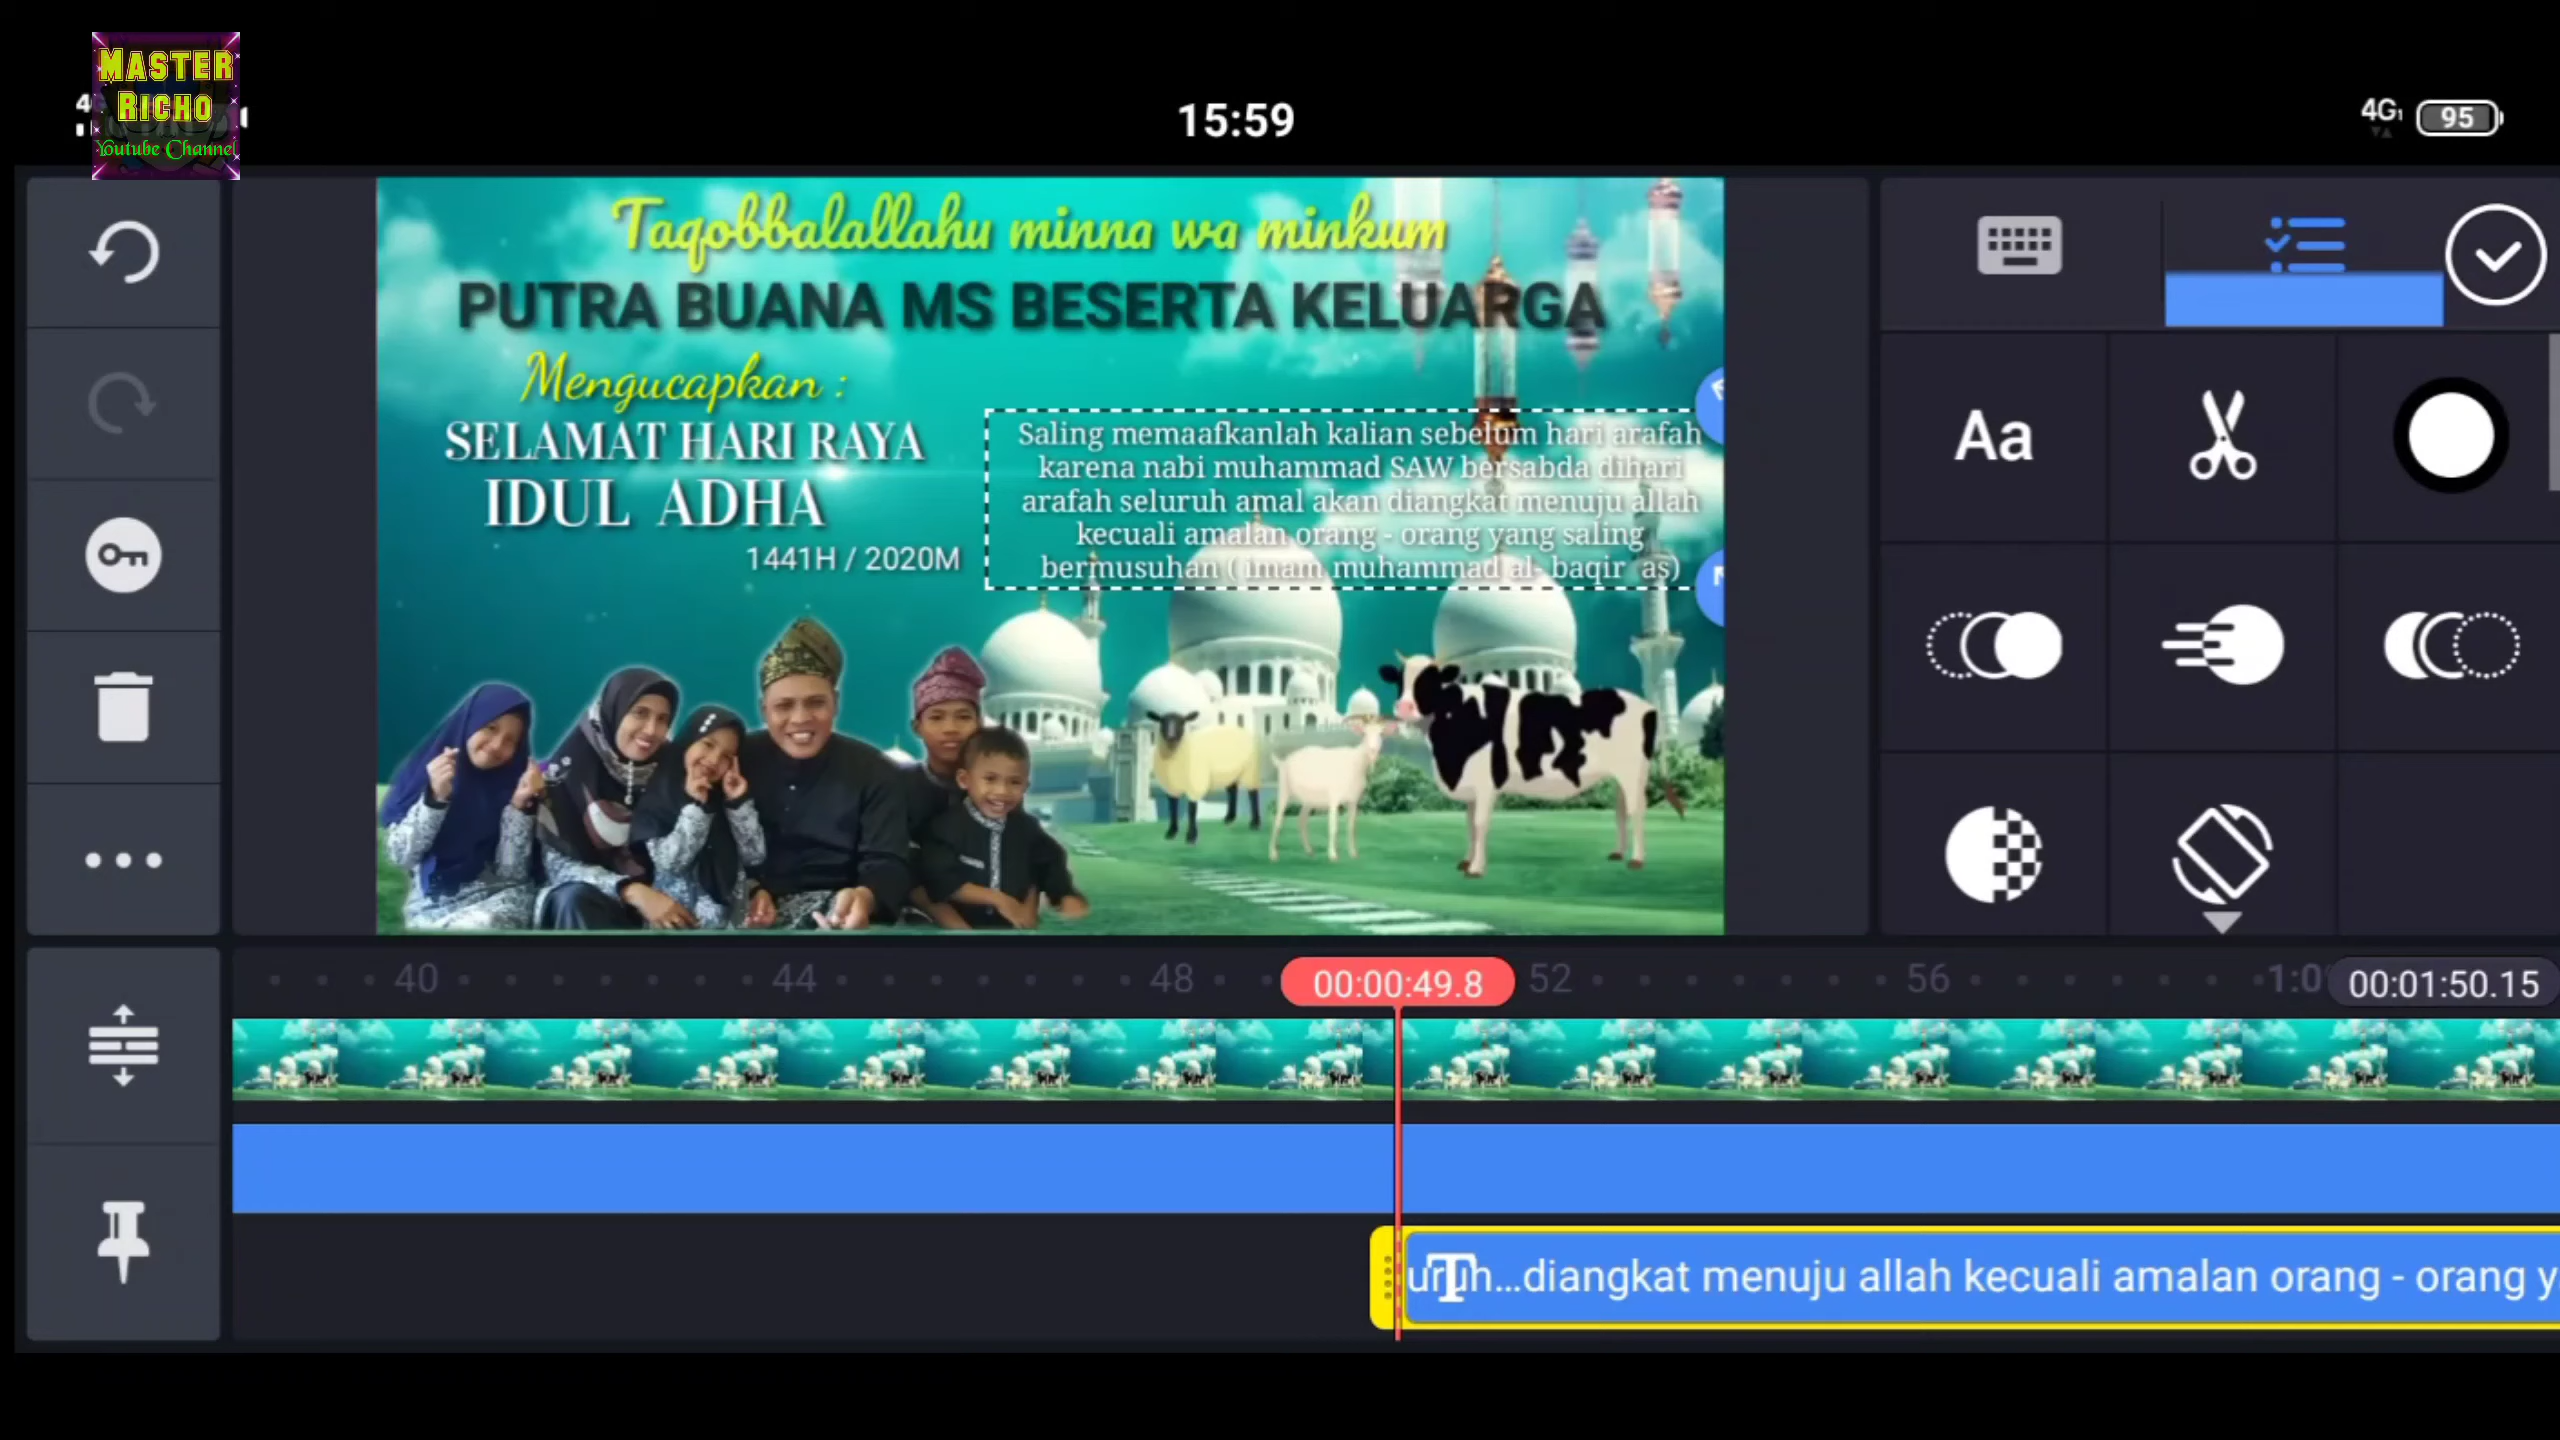 MASTER
RICHO
Youtube Channel
15:59
4G
95
Taqobbalallahu minna wa minkum
PUTRA BUANA MS BESERTA KELUARGA
Mengucapkan :
SELAMAT HARI RAYA
IDUL ADHA
1441H / 2020M
Saling memaafkanlah kalian sebelum hari arafah
karena nabi muhammad SAW bersabda dihari
arafah seluruh amal akan diangkat menuju allah
kecuali amalan orang - orang yang saling
bermusuhan ( imam muhammad al- baqir as)
Aa
40 44 48 00:00:49.8 52 56 1:0 00:01:50.15
T
uruh...diangkat menuju allah kecuali amalan orang - orang y